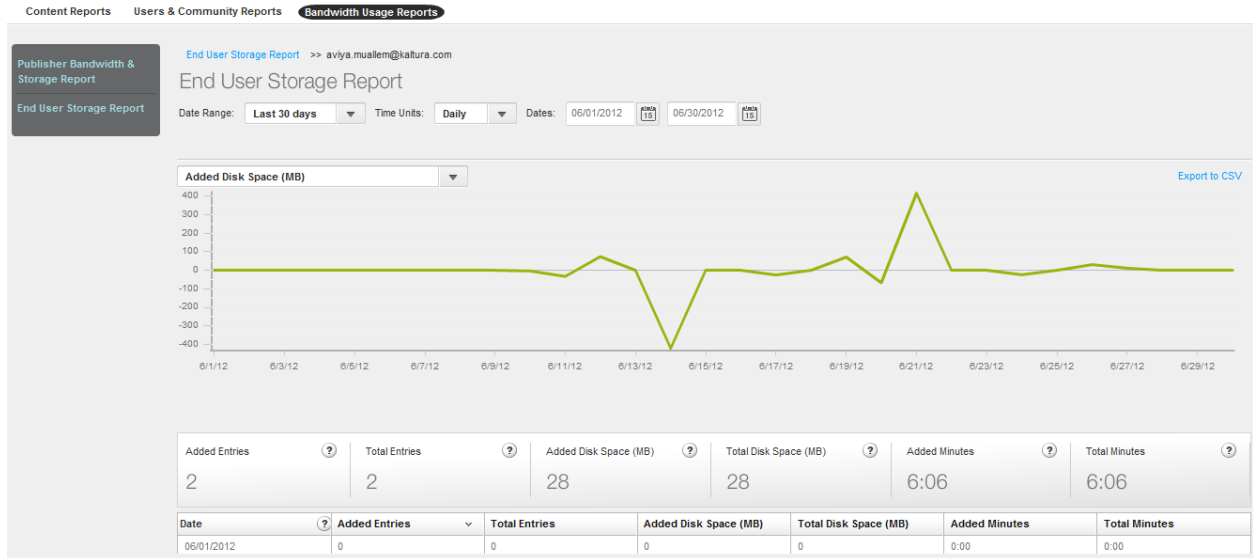 Content Reports Users & Community Reports Bandwidth Usage Reports
Publisher Bandwidth &
Storage Report
End User Storage Report
End User Storage Report >> aviya.muallem@kaltura.com
End User Storage Report
Date Range: Last 30 days Time Units: Daily Dates: 06/01/2012 15 06/30/2012 15
Added Disk Space (MB) Export to CSV
400
300
200
100
0
-100
-200
-300
-400
6/1/12 6/3/12 6/5/12 6/7/12 6/9/12 6/11/12 6/13/12 6/15/12 6/17/12 6/19/12 6/21/12 6/23/12 6/25/12 6/27/12 6/29/12
Added Entries ? Total Entries ? Added Disk Space (MB) ? Total Disk Space (MB) ? Added Minutes ? Total Minutes ?
2 2 28 28 6:06 6:06
Date ? Added Entries Total Entries Added Disk Space (MB) Total Disk Space (MB) Added Minutes Total Minutes
06/01/2012 0 0 0 0 0:00 0:00